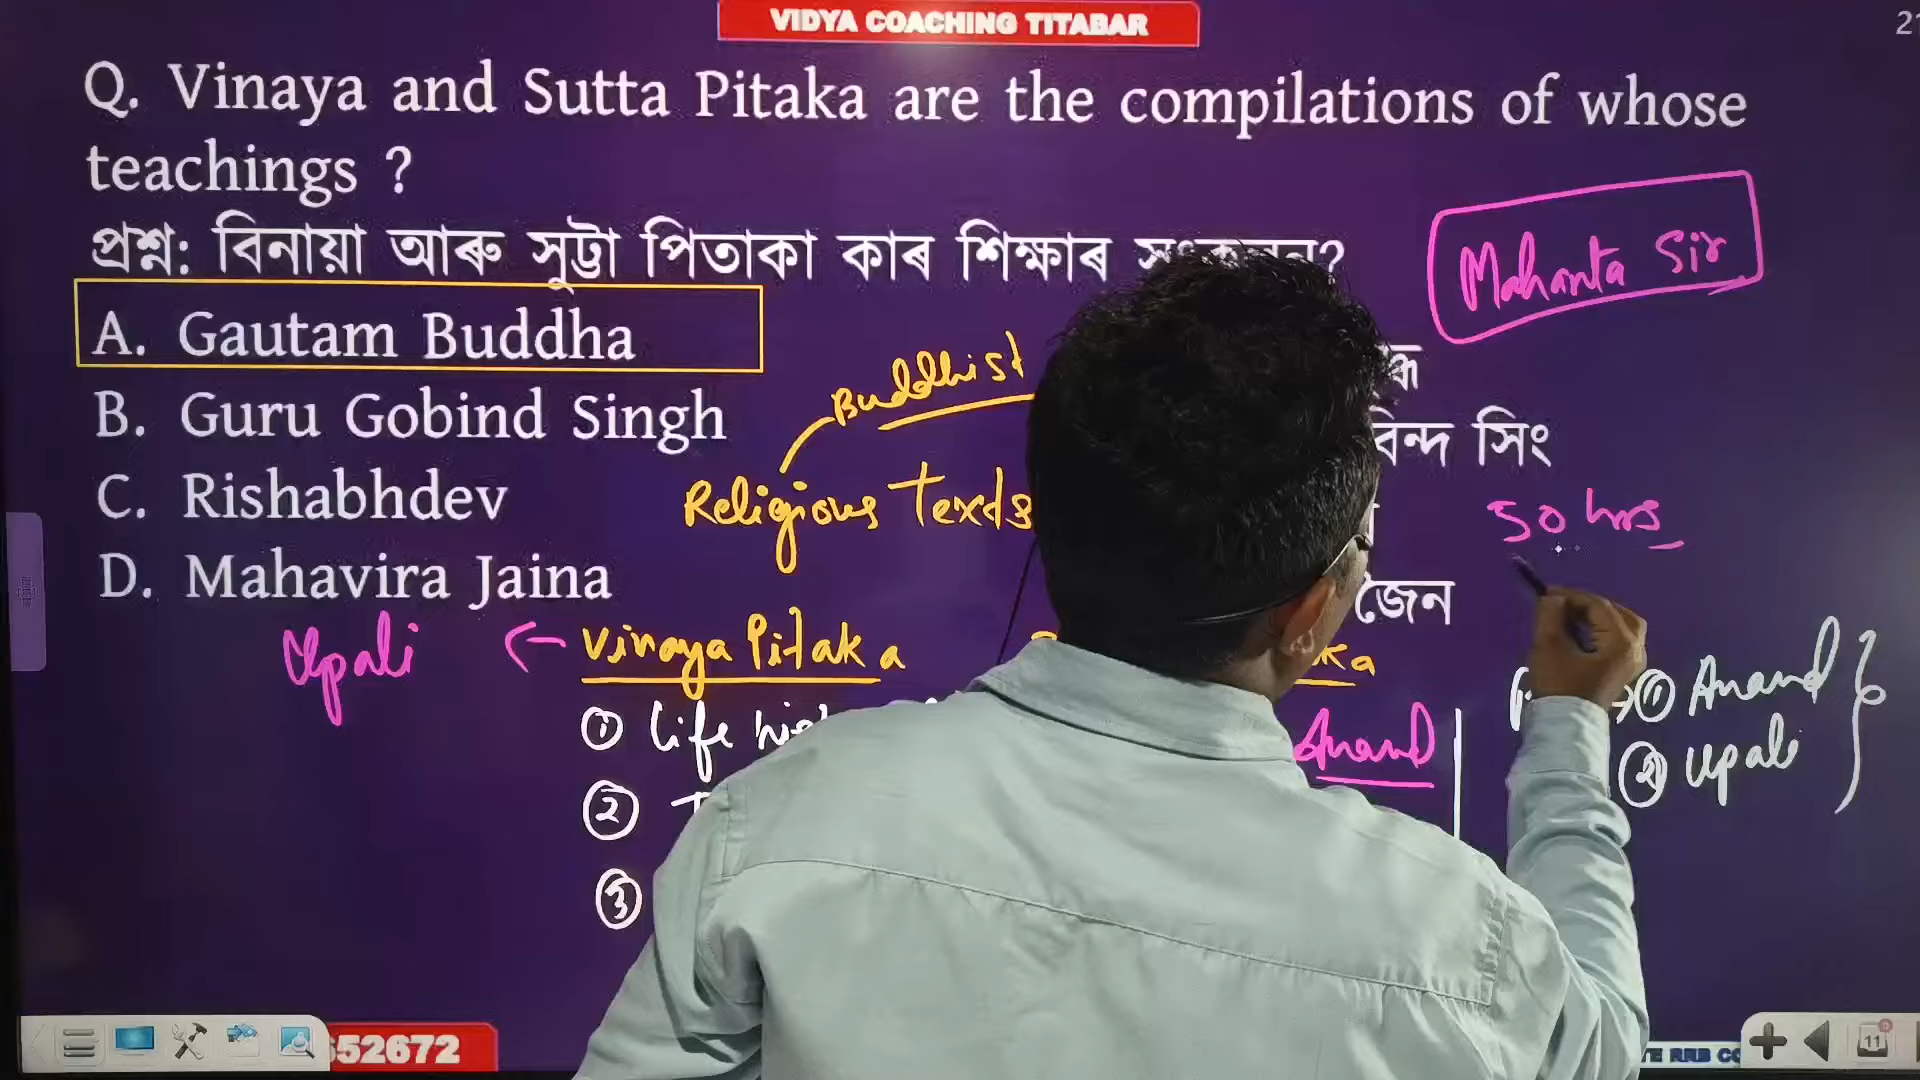 VIDYA COACHING TITABAR
Q. Vinaya and Sutta Pitaka are the compilations of whose
teachings ?
প্ৰশ্ন: বিনায়া আৰু সুট্টা পিতাকা কাৰ শিক্ষাৰ
Mahanta Sir
A. Gautam Buddha
Buddhist
B. Guru Gobind Singh
সিং
C. Rishabhdev
Religious Texts
50 hrs
D. Mahavira Jaina
জৈন
Upali
Vinaya Pitaka
① Anand
② Upali
① Life
Anand
②
③
652672
11